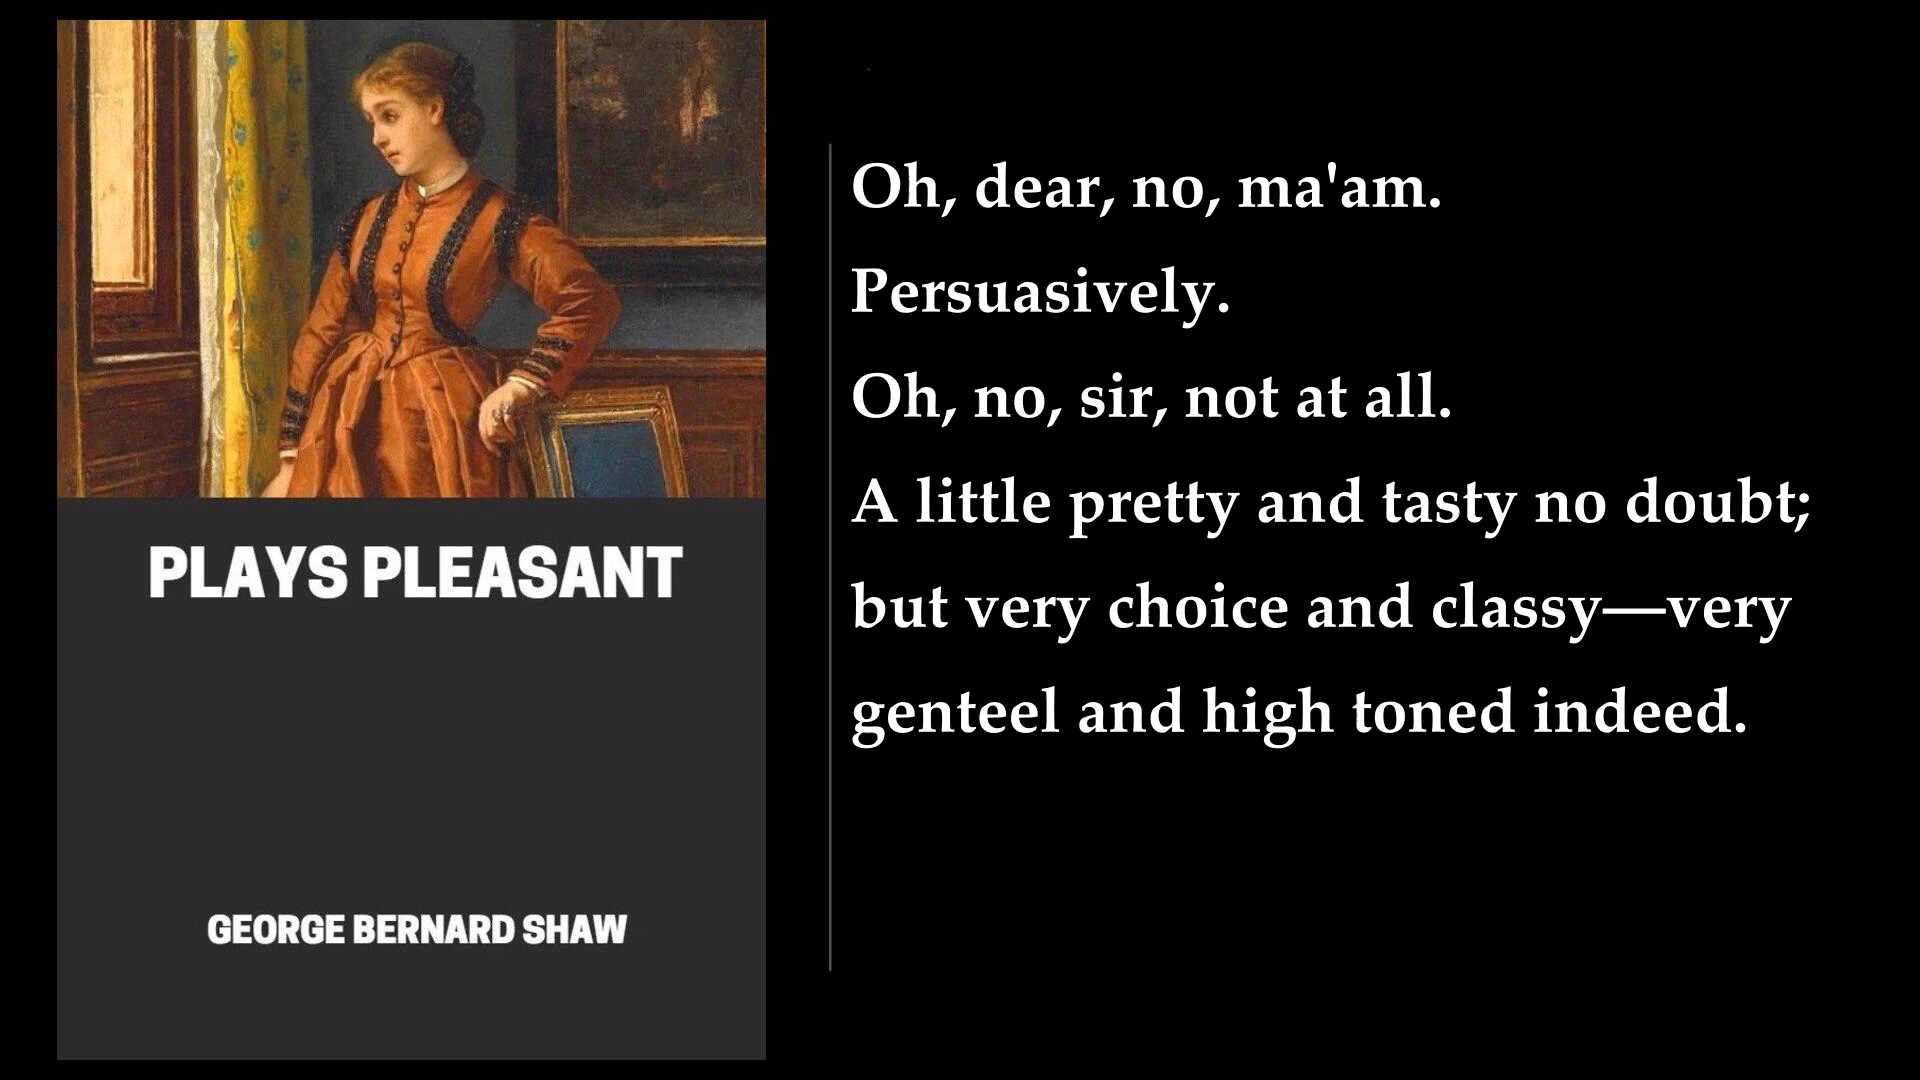 PLAYS PLEASANT
GEORGE BERNARD SHAW
Oh, dear, no, ma'am.
Persuasively.
Oh, no, sir, not at all.
A little pretty and tasty no doubt;
but very choice and classy—very
genteel and high toned indeed.